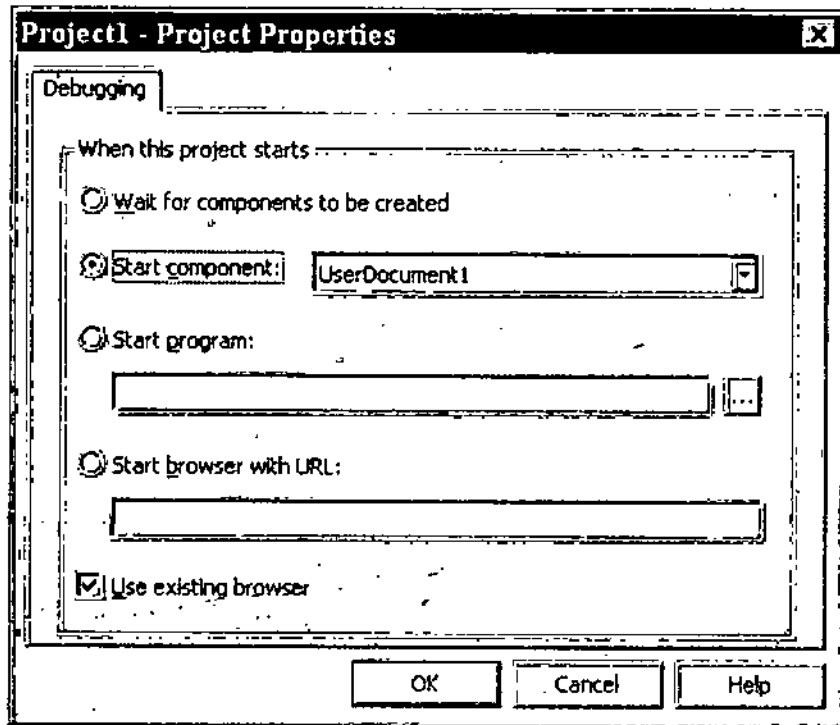 Project1 - Project Properties
Debugging
When this project starts
Wait for components to be created
Start component: UserDocument1
Start program:
...
Start browser with URL:
Use existing browser
OK Cancel Help